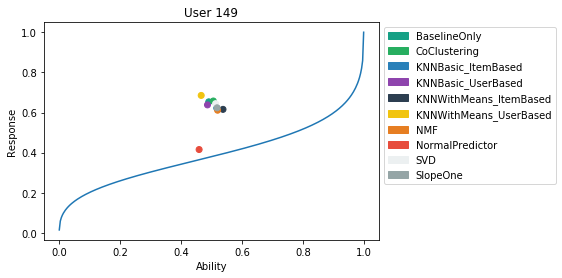 User 149
1.0
0.8
0.6
0.4
0.2
0.0
Response
0.0 0.2 0.4 0.6 0.8 1.0
Ability
BaselineOnly
CoClustering
KNNBasic_ItemBased
KNNBasic_UserBased
KNNWithMeans_ItemBased
KNNWithMeans_UserBased
NMF
NormalPredictor
SVD
SlopeOne